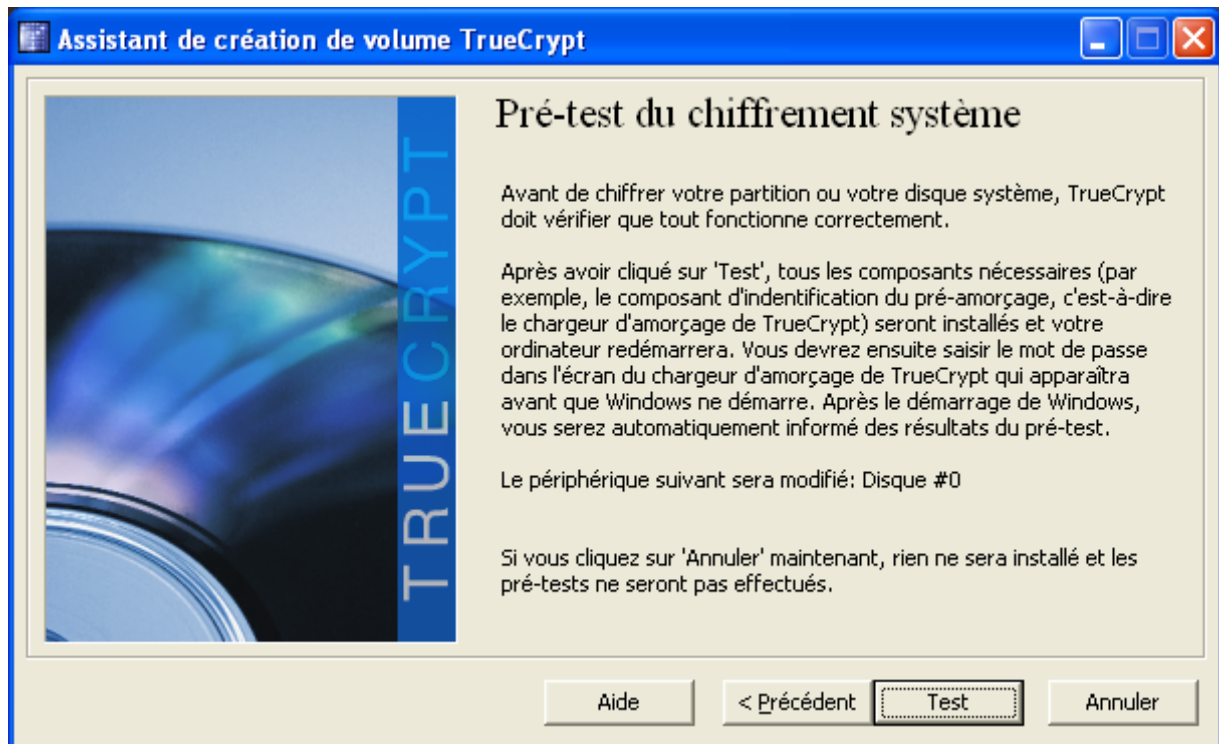 Assistant de création de volume TrueCrypt
TRUECRYPT
Pré-test du chiffrement système
Avant de chiffrer votre partition ou votre disque système, TrueCrypt
doit vérifier que tout fonctionne correctement.
Après avoir cliqué sur 'Test', tous les composants nécessaires (par
exemple, le composant d'indentification du pré-amorçage, c'est-à-dire
le chargeur d'amorçage de TrueCrypt) seront installés et votre
ordinateur redémarrera. Vous devrez ensuite saisir le mot de passe
dans l'écran du chargeur d'amorçage de TrueCrypt qui apparaîtra
avant que Windows ne démarre. Après le démarrage de Windows,
vous serez automatiquement informé des résultats du pré-test.
Le périphérique suivant sera modifié: Disque #0
Si vous cliquez sur 'Annuler' maintenant, rien ne sera installé et les
pré-tests ne seront pas effectués.
Aide
< Précédent
Test
Annuler